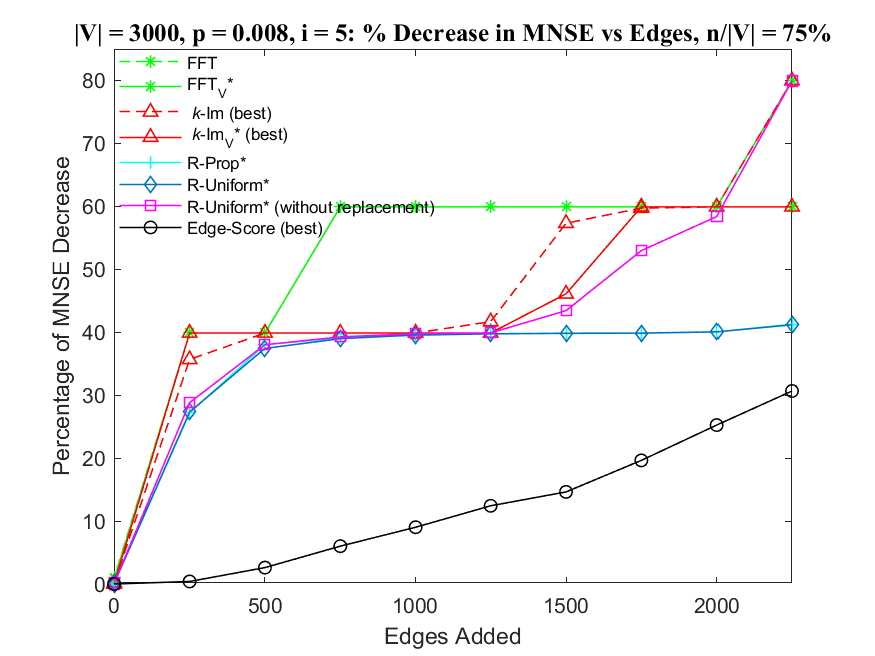 |V| = 3000, p = 0.008, i = 5: % Decrease in MNSE vs Edges, n/|V| = 75%
FFT
FFT_V*
k-Im (best)
k-Im_V* (best)
R-Prop*
R-Uniform*
R-Uniform* (without replacement)
Edge-Score (best)
Percentage of MNSE Decrease
80
70
60
50
40
30
20
10
0
0 500 1000 1500 2000
Edges Added